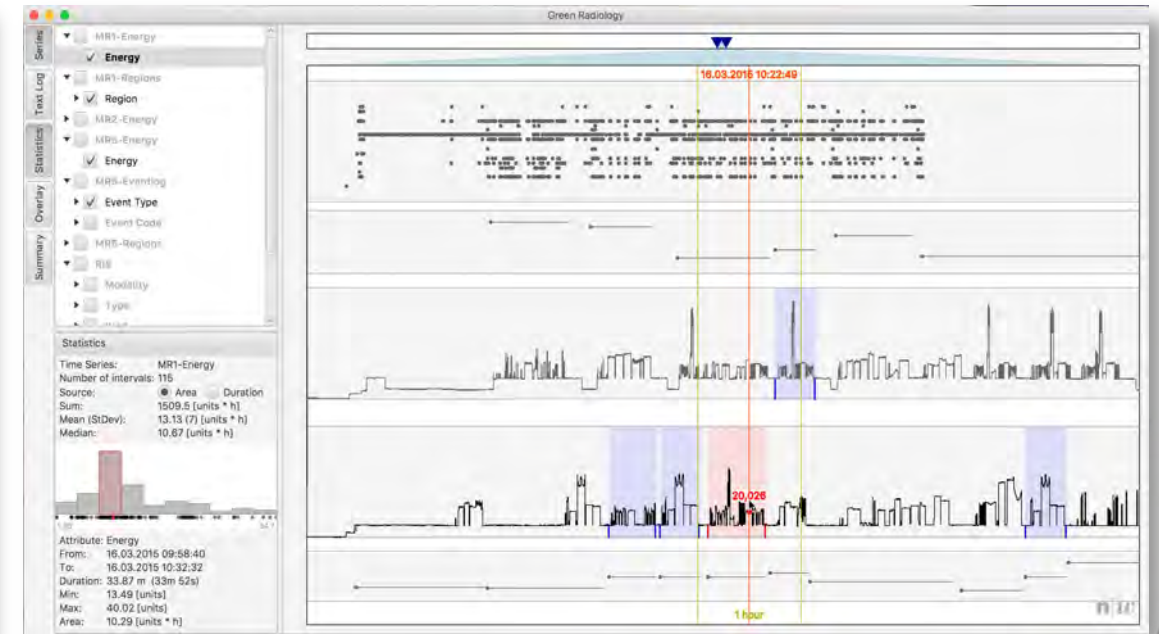 Green Radiology
Series
Text Log
Statistics
Overlay
Summary
MR1-Energy
Energy
MR1-Regions
Region
MR2-Energy
MR5-Energy
Energy
MR5-Eventlog
Event Type
Event Code
MR5-Regions
RIS
Modality
Type
Statistics
Time Series: MR1-Energy
Number of intervals: 115
Source: Area Duration
Sum: 1509.5 [units * h]
Mean (StDev): 13.13 (7) [units * h]
Median: 10.67 [units * h]
Attribute: Energy
From: 16.03.2015 09:58:40
To: 16.03.2015 10:32:32
Duration: 33.87 m (33m 52s)
Min: 13.49 [units]
Max: 40.02 [units]
Area: 10.29 [units * h]
16.03.2015 10:22:49
20,026
1 hour